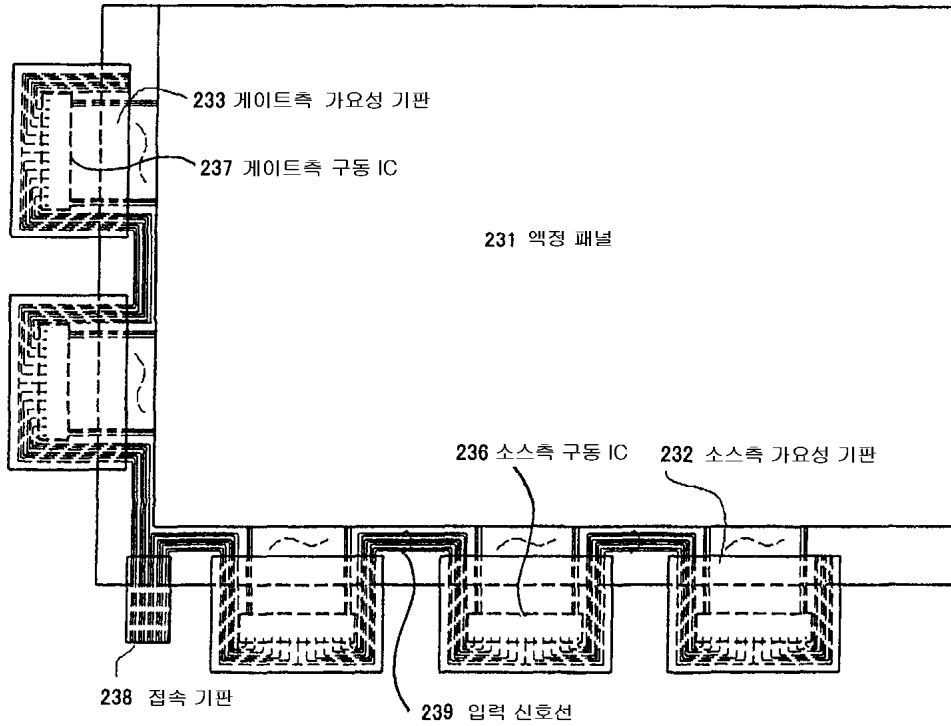 233 게이트측 가요성 기판
237 게이트측 구동 IC
231 액정 패널
236 소스측 구동 IC
232 소스측 가요성 기판
238 접속 기판
239 입력 신호선